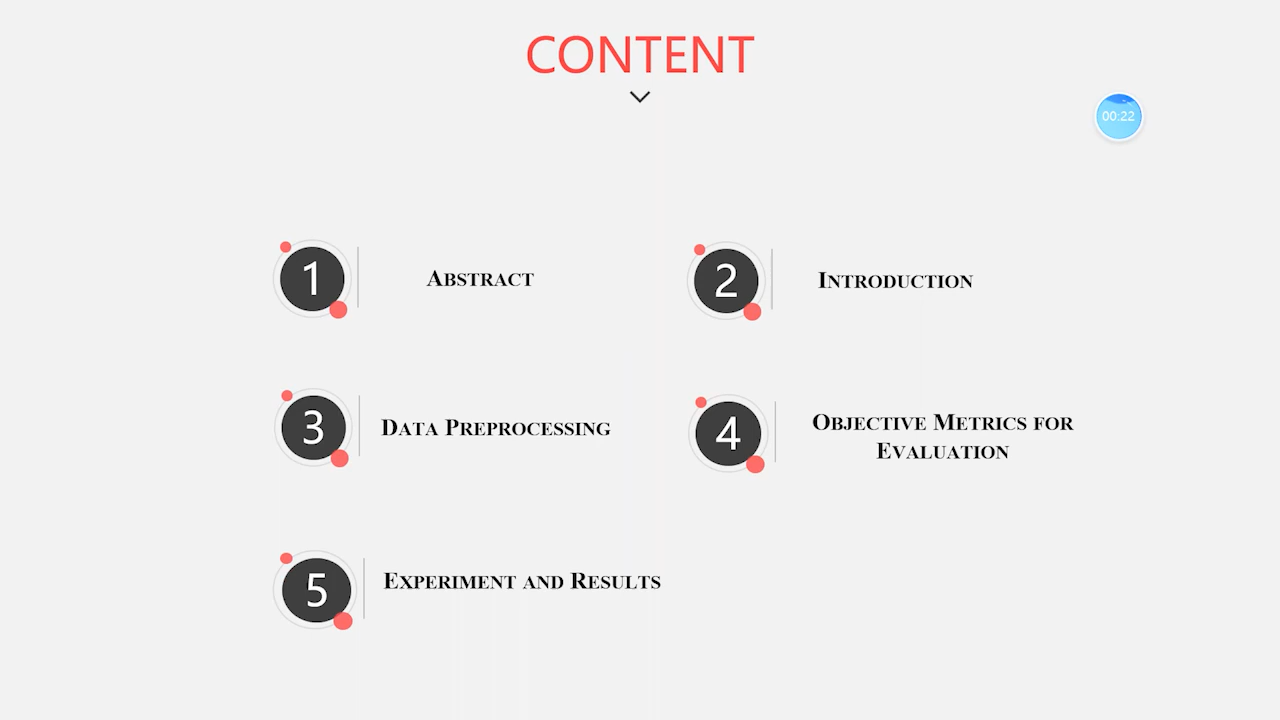 CONTENT
00:22
1
ABSTRACT
2
INTRODUCTION
3
DATA PREPROCESSING
4
OBJECTIVE METRICS FOR
EVALUATION
5
EXPERIMENT AND RESULTS